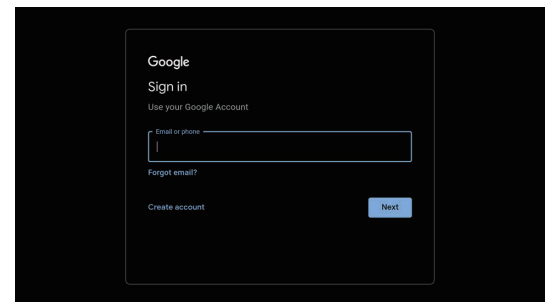 Google
Sign in
Use your Google Account
Email or phone
Forgot email?
Create account
Next